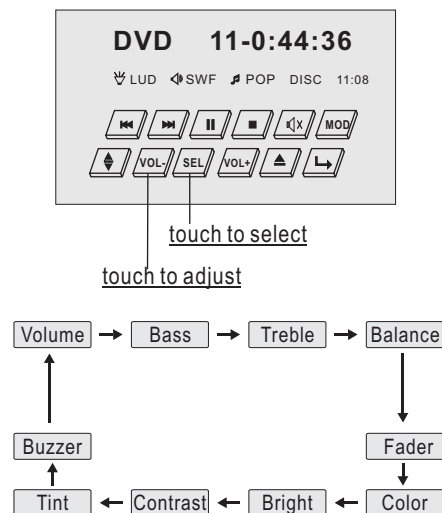 DVD 11-0:44:36
LUD SWF POP DISC 11:08
MOD
VOL- SEL VOL+
touch to select
touch to adjust
Volume Bass Treble Balance
Buzzer Fader
Tint Contrast Bright Color